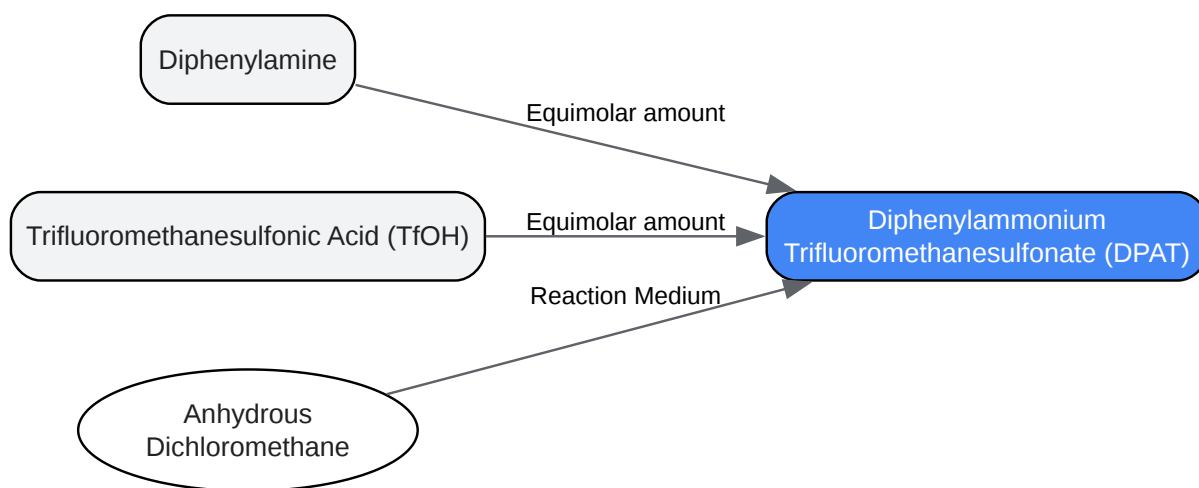 Diphenylamine
Equimolar amount
Trifluoromethanesulfonic Acid (TfOH)
Equimolar amount
Diphenylammonium
Trifluoromethanesulfonate (DPAT)
Reaction Medium
Anhydrous
Dichloromethane